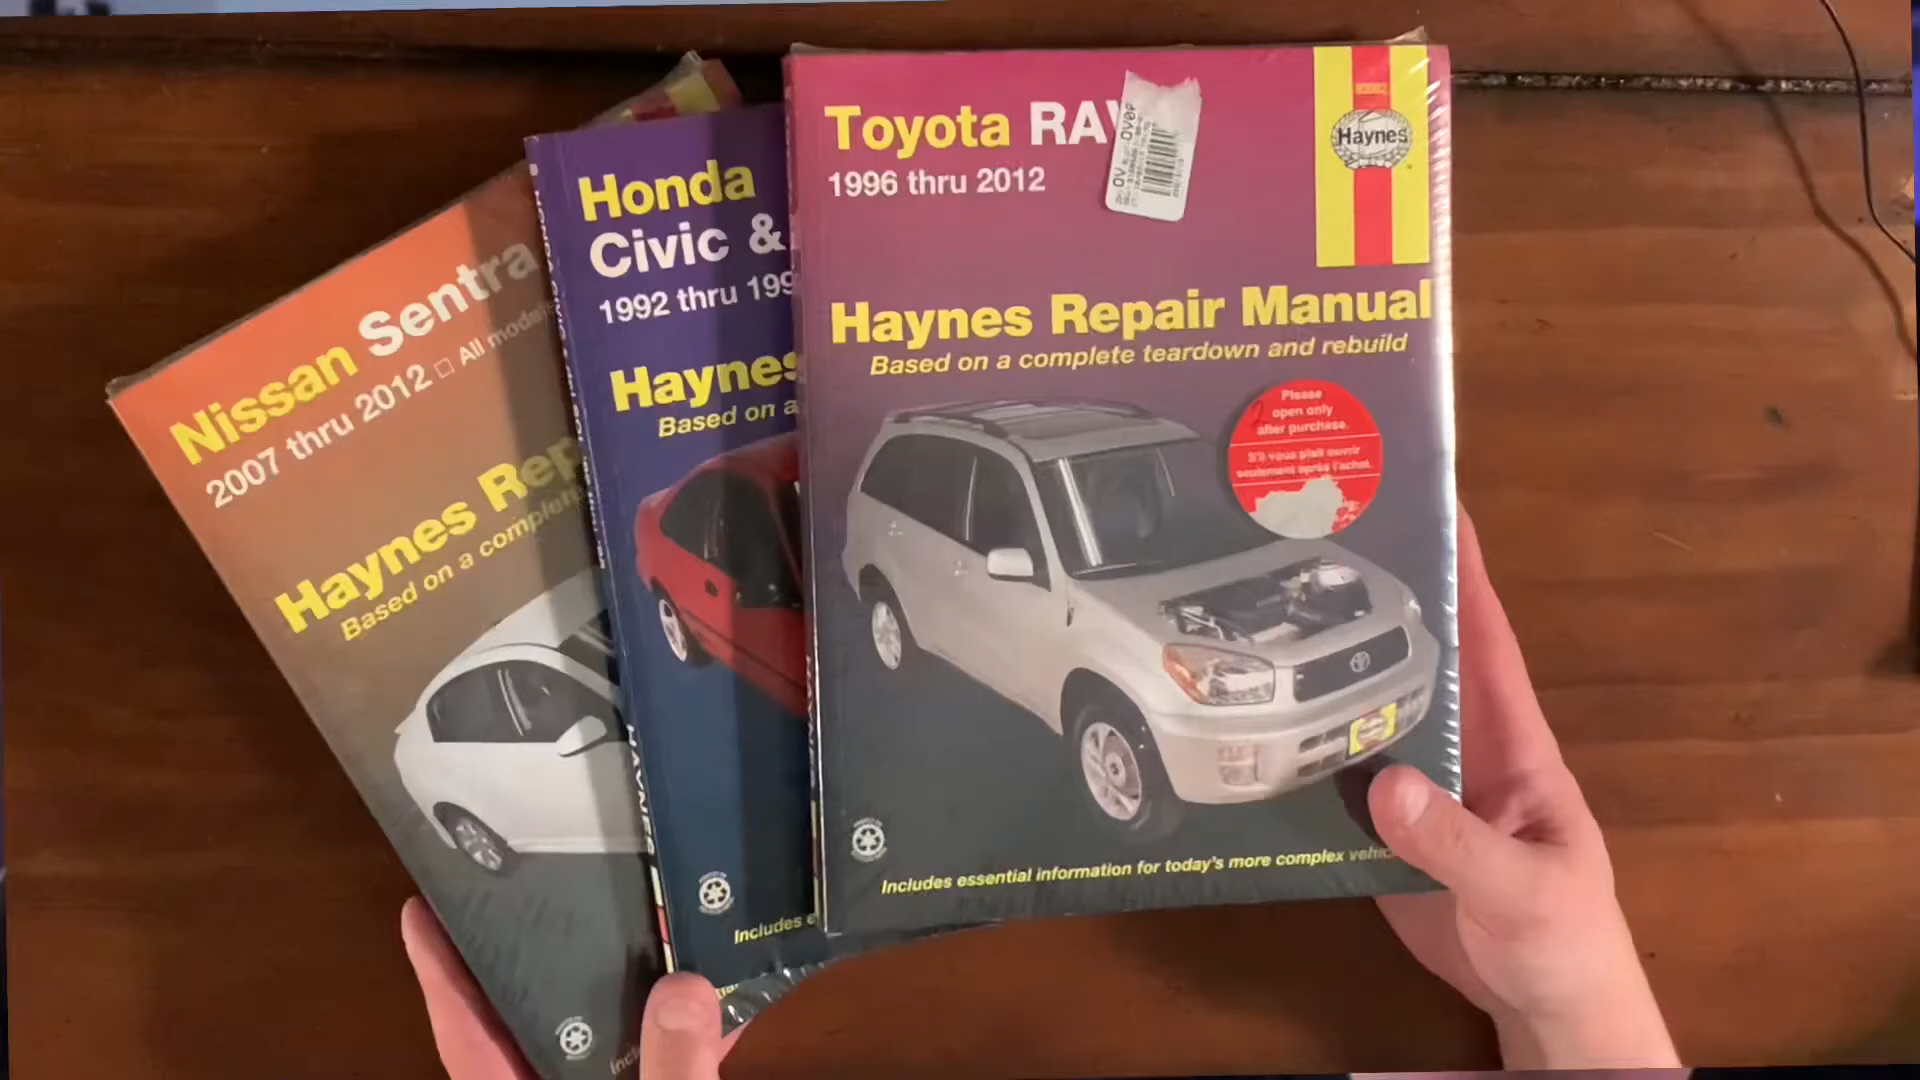 Toyota RAV
1996 thru 2012
Haynes
Haynes Repair Manual
Based on a complete teardown and rebuild
Please
open only
after purchase.
S'il vous plaît ouvrir
seulement après l'achat.
Includes essential information for today's more complex
Honda
Civic &
1992 thru 199
Haynes
Based on a
Includes
HAYNES
Nissan Sentra
2007 thru 2012 □ All models
Haynes Rep
Based on a complete